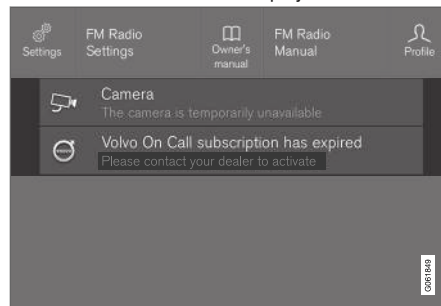 Settings
FM Radio
Settings
Owner's
manual
FM Radio
Manual
Profile
Camera
The camera is temporarily unavailable
Volvo On Call subscription has expired
Please contact your dealer to activate
G061849